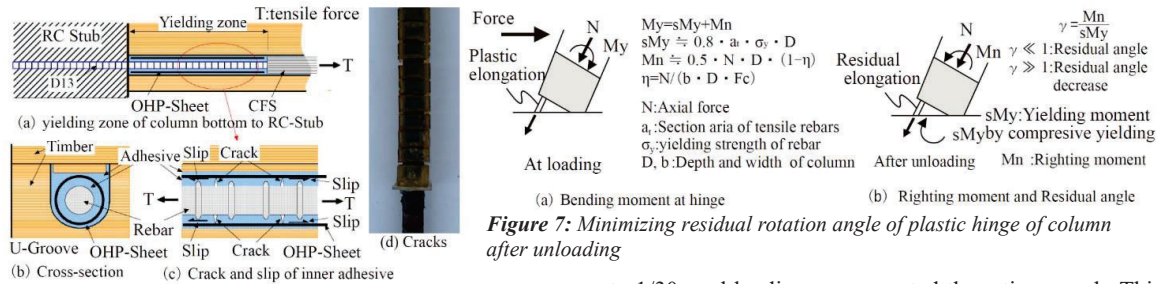 T:tensile force
Yielding zone
RC Stub
T
D13
OHP-Sheet
CFS
(a) yielding zone of column bottom to RC-Stub
Timber
Adhesive
Slip
Crack
Slip
T
T
Rebar
Slip
U-Groove
OHP-Sheet
Slip
Crack
OHP-Sheet
(b) Cross-section
(c) Crack and slip of inner adhesive
(d) Cracks
Force
N
My
Plastic
elongation
At loading
My=sMy+Mn
sMy ≒ 0.8・at・σy・D
Mn ≒ 0.5・N・D・(1-η)
η=N/(b・D・Fc)
N:Axial force
at:Section aria of tensile rebars
σy:yielding strength of rebar
D, b:Depth and width of column
(a) Bending moment at hinge
N
Mn
Residual
elongation
sMy
After unloading
γ=Mn/sMy
γ ≪ 1:Residual angle
γ ≫ 1:Residual angle
decrease
sMy:Yielding moment
by compresive yielding
Mn :Righting moment
(b) Righting moment and Residual angle
Figure 7: Minimizing residual rotation angle of plastic hinge of column
after unloading